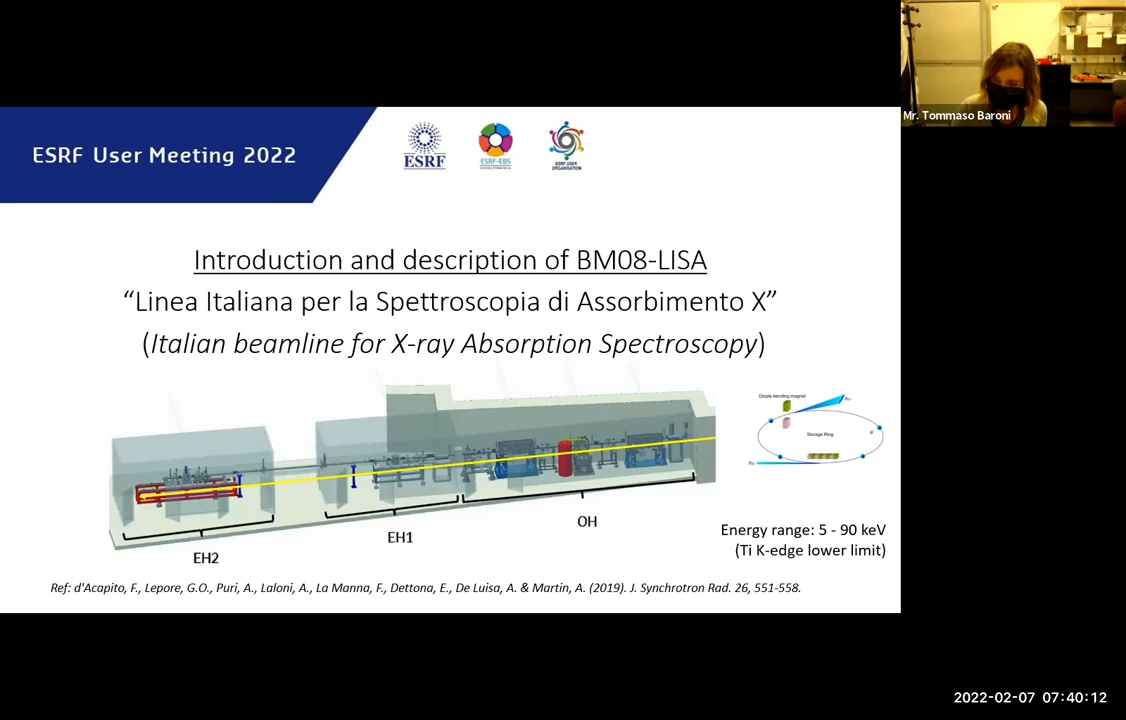 Mr. Tommaso Baroni
ESRF User Meeting 2022
ESRF
ESRF-EBS
ESRF USER
ORGANISATION
Introduction and description of BM08-LISA
“Linea Italiana per la Spettroscopia di Assorbimento X”
(Italian beamline for X-ray Absorption Spectroscopy)
Storage Ring
EH2
EH1
OH
Energy range: 5 - 90 keV
(Ti K-edge lower limit)
Ref: d'Acapito, F., Lepore, G.O., Puri, A., Laloni, A., La Manna, F., Dettona, E., De Luisa, A. & Martin, A. (2019). J. Synchrotron Rad. 26, 551-558.
2022-02-07 07:40:12